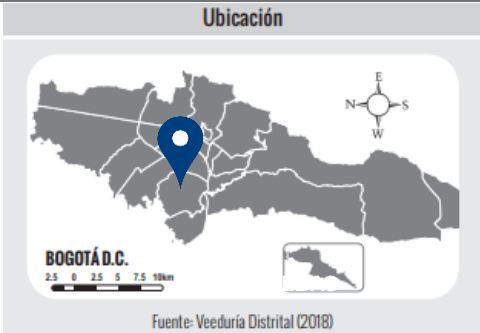 Ubicación
E
N S
W
BOGOTÁ D.C.
2.5 0 2.5 5 7.5 10km
Fuente: Veeduría Distrital (2018)